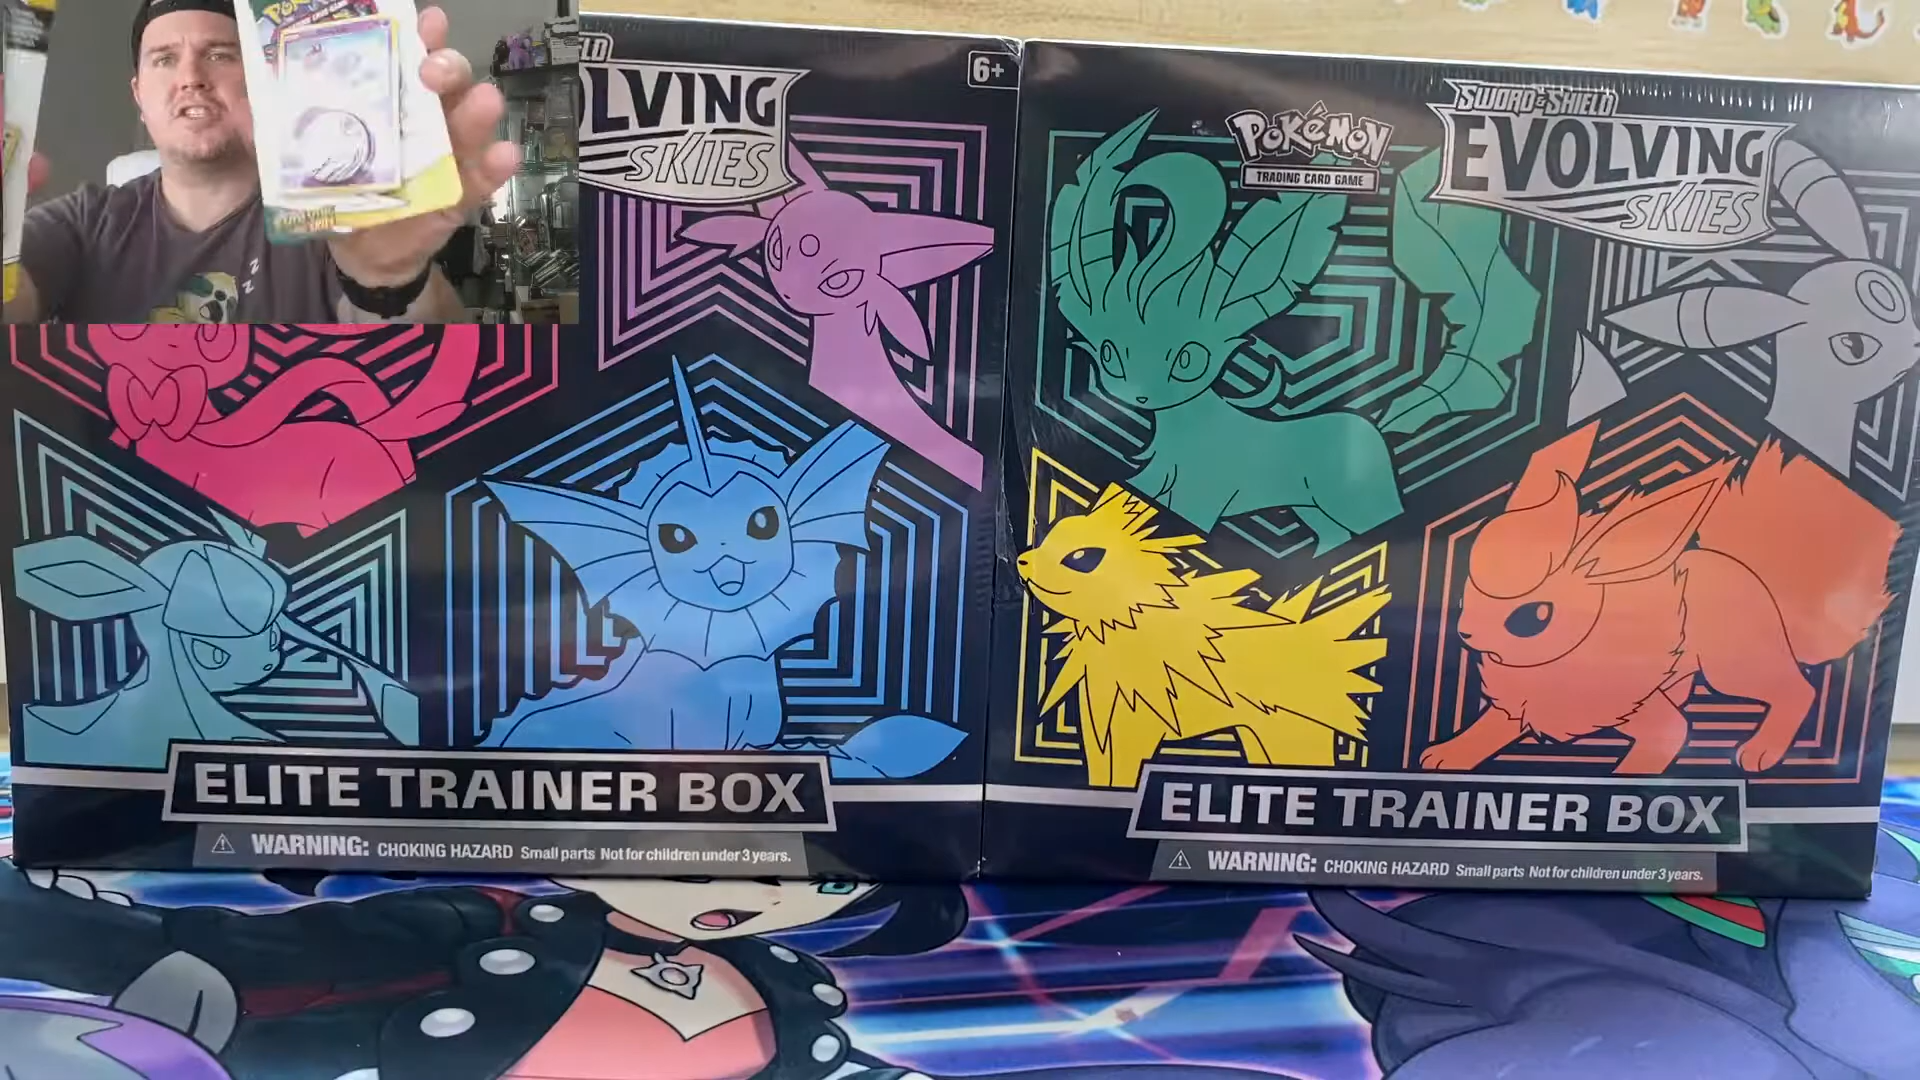 LD
LVING
SKIES
6+
ELITE TRAINER BOX
WARNING: CHOKING HAZARD Small parts Not for children under 3 years.
POKéMON
TRADING CARD GAME
SWORD & SHIELD
EVOLVING
SKIES
ELITE TRAINER BOX
WARNING: CHOKING HAZARD Small parts Not for children under 3 years.
Z
Z